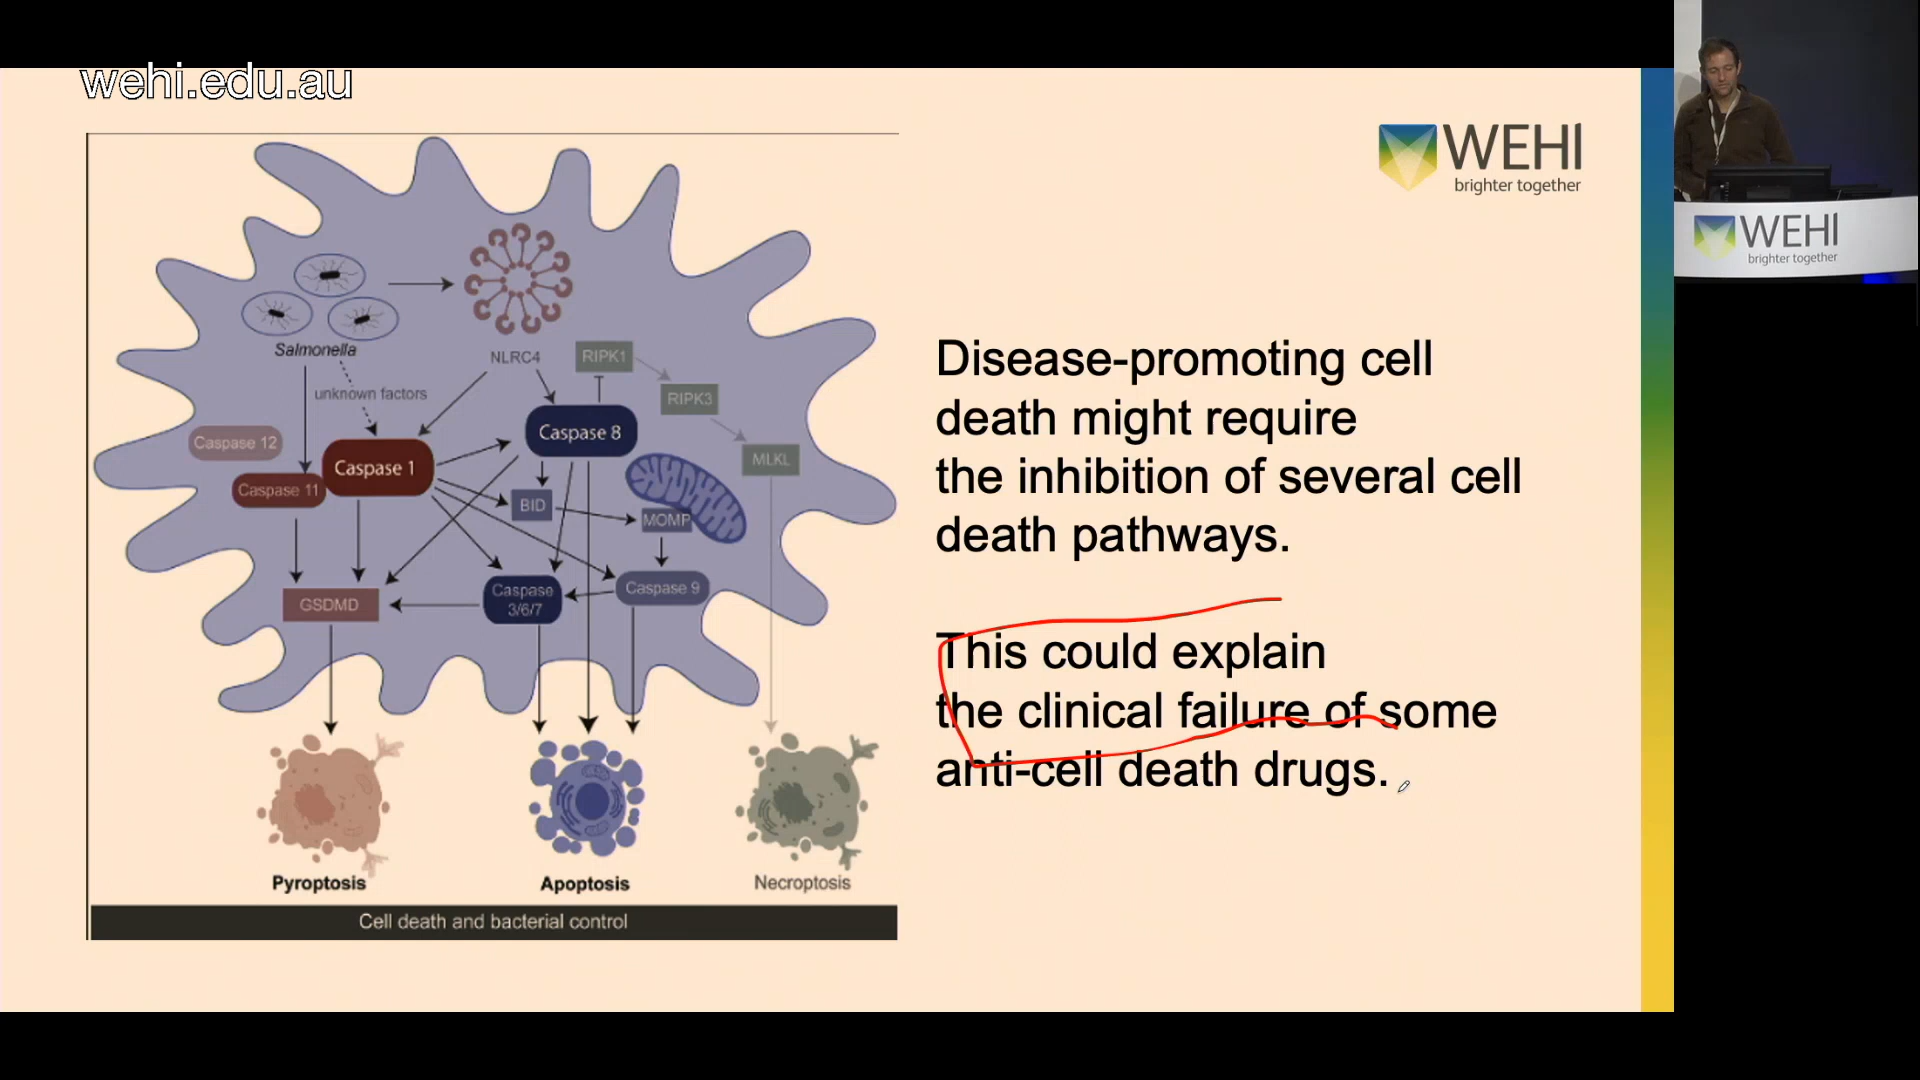 wehi.edu.au
WEHI
brighter together
WEHI
brighter together
Salmonella
unknown factors
NLRC4
RIPK1
RIPK3
MLKL
Caspase 12
Caspase 11
Caspase 1
Caspase 8
BID
MOMP
GSDMD
Caspase
3/6/7
Caspase 9
Pyroptosis
Apoptosis
Necroptosis
Cell death and bacterial control
Disease-promoting cell
death might require
the inhibition of several cell
death pathways.
This could explain
the clinical failure of some
anti-cell death drugs.